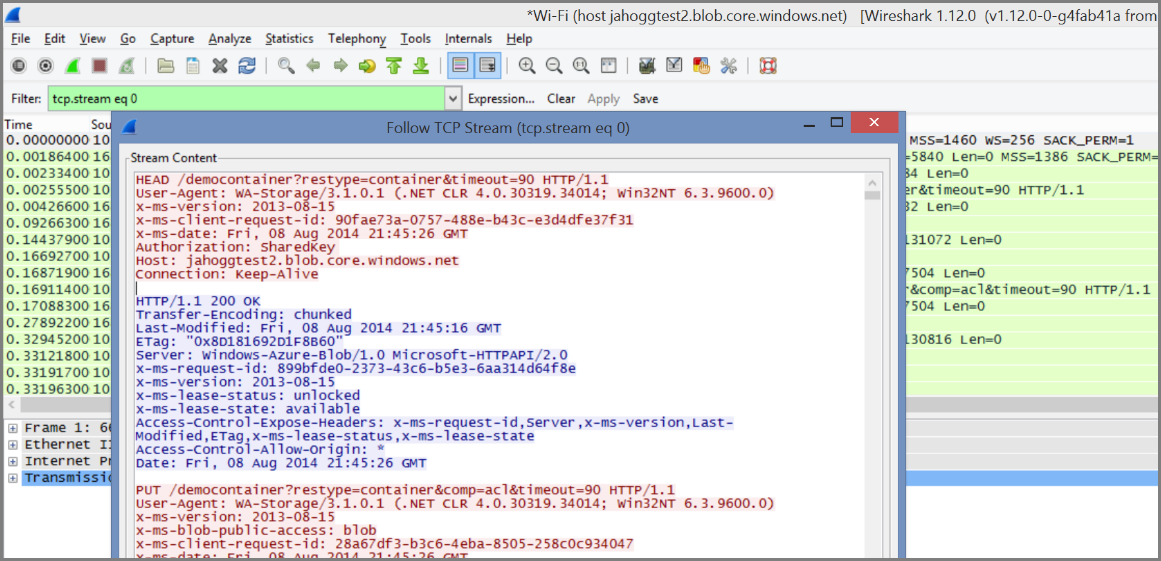 *Wi-Fi (host jahoggtest2.blob.core.windows.net) [Wireshark 1.12.0 (v1.12.0-0-g4fab41a from
File Edit View Go Capture Analyze Statistics Telephony Tools Internals Help
Filter: tcp.stream eq 0 Expression... Clear Apply Save
Time Sou
Follow TCP Stream (tcp.stream eq 0)
0.00000000 10 MSS=1460 WS=256 SACK_PERM=1
0.00186400 16 =5840 Len=0 MSS=1386 SACK_PERM=
0.00233400 10 84 Len=0
0.00255500 10 er&timeout=90 HTTP/1.1
0.00426600 16 32 Len=0
0.09266300 16
0.14437900 10 131072 Len=0
0.16692700 16
0.16871900 10 7504 Len=0
0.16911400 10 r&comp=acl&timeout=90 HTTP/1.1
0.17088300 16 7504 Len=0
0.27892200 16
0.32945200 10 130816 Len=0
0.33121800 10
0.33191700 10
0.33196300 10
Frame 1: 66
Ethernet II
Internet Pr
Transmissio
Stream Content
HEAD /democontainer?restype=container&timeout=90 HTTP/1.1
User-Agent: WA-Storage/3.1.0.1 (.NET CLR 4.0.30319.34014; Win32NT 6.3.9600.0)
x-ms-version: 2013-08-15
x-ms-client-request-id: 90fae73a-0757-488e-b43c-e3d4dfe37f31
x-ms-date: Fri, 08 Aug 2014 21:45:26 GMT
Authorization: SharedKey
Host: jahoggtest2.blob.core.windows.net
Connection: Keep-Alive
HTTP/1.1 200 OK
Transfer-Encoding: chunked
Last-Modified: Fri, 08 Aug 2014 21:45:16 GMT
ETag: "0x8D181692D1F8B60"
Server: Windows-Azure-Blob/1.0 Microsoft-HTTPAPI/2.0
x-ms-request-id: 899bfde0-2373-43c6-b5e3-6aa314d64f8e
x-ms-version: 2013-08-15
x-ms-lease-status: unlocked
x-ms-lease-state: available
Access-Control-Expose-Headers: x-ms-request-id,Server,x-ms-version,Last-
Modified,ETag,x-ms-lease-status,x-ms-lease-state
Access-Control-Allow-Origin: *
Date: Fri, 08 Aug 2014 21:45:26 GMT
PUT /democontainer?restype=container&comp=acl&timeout=90 HTTP/1.1
User-Agent: WA-Storage/3.1.0.1 (.NET CLR 4.0.30319.34014; Win32NT 6.3.9600.0)
x-ms-version: 2013-08-15
x-ms-blob-public-access: blob
x-ms-client-request-id: 28a67df3-b3c6-4eba-8505-258c0c934047
x-ms-date: Fri, 08 Aug 2014 21:45:26 GMT